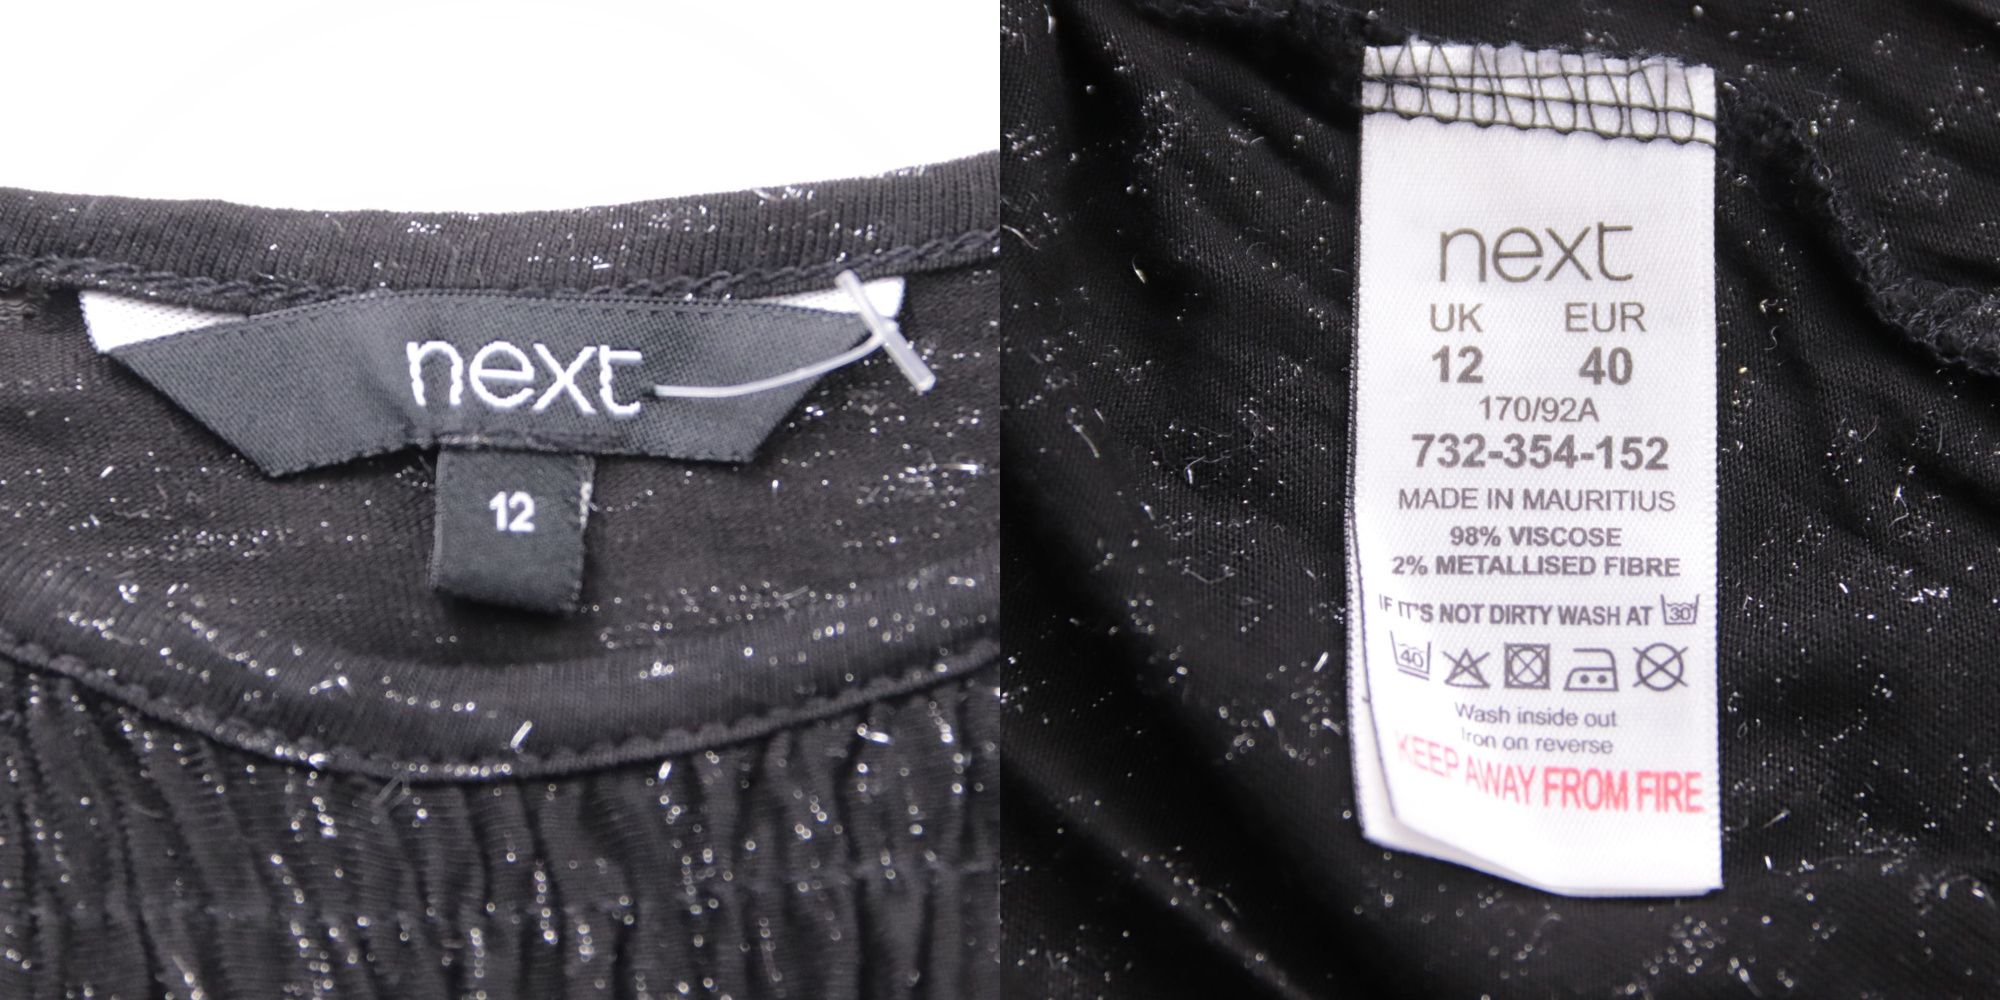 next
12
next
UK EUR
12 40
170/92A
732-354-152
MADE IN MAURITIUS
98% VISCOSE
2% METALLISED FIBRE
IF IT'S NOT DIRTY WASH AT 30
40
Wash inside out
Iron on reverse
KEEP AWAY FROM FIRE